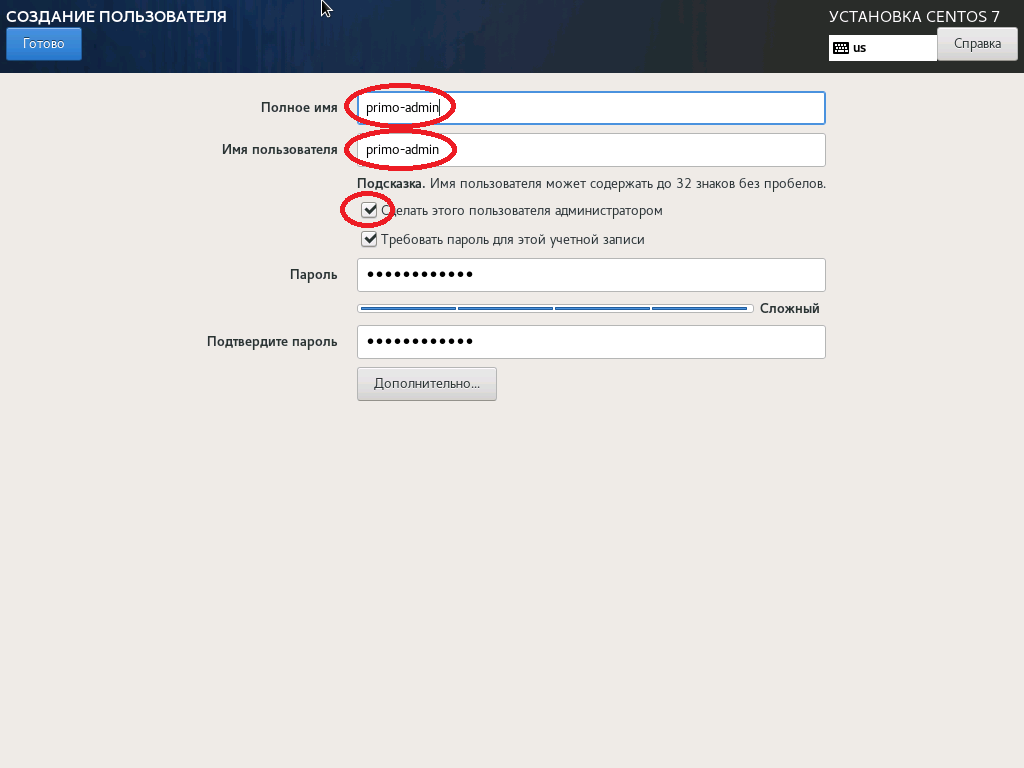 СОЗДАНИЕ ПОЛЬЗОВАТЕЛЯ
УСТАНОВКА CENTOS 7
Готово
us
Справка
Полное имя
primo-admin
Имя пользователя
primo-admin
Подсказка. Имя пользователя может содержать до 32 знаков без пробелов.
Сделать этого пользователя администратором
Требовать пароль для этой учетной записи
Пароль
●●●●●●●●●●●●
Сложный
Подтвердите пароль
●●●●●●●●●●●●
Дополнительно...